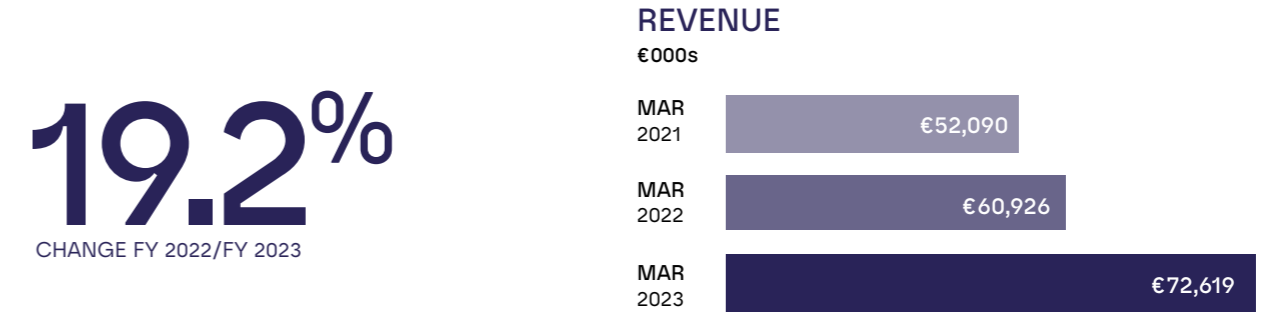 19.2%
CHANGE FY 2022/FY 2023
REVENUE
€000s
MAR
2021
€52,090
MAR
2022
€60,926
MAR
2023
€72,619